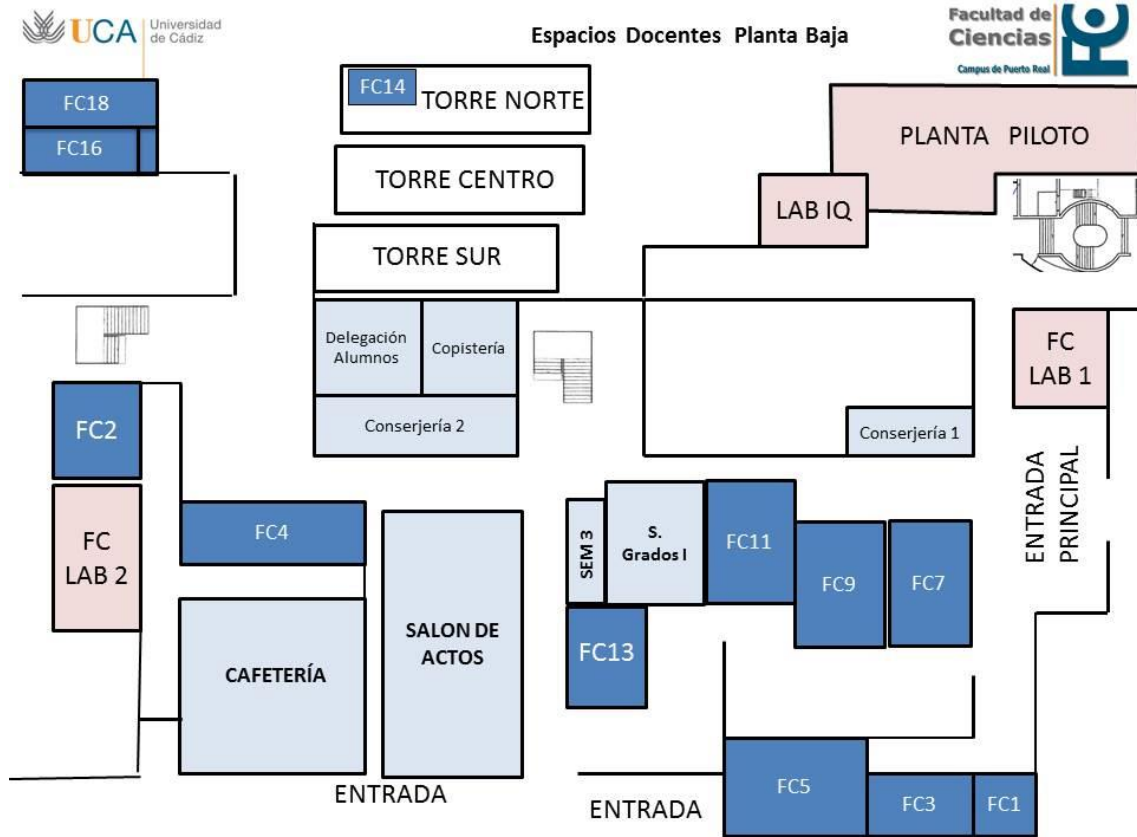 UCA
Universidad
de Cádiz
Espacios Docentes Planta Baja
Facultad de
Ciencias
Campus de Puerto Real
FC
FC18
FC16
FC14
TORRE NORTE
TORRE CENTRO
TORRE SUR
PLANTA PILOTO
LAB IQ
Delegación
Alumnos
Copistería
Conserjería 2
Conserjería 1
FC
LAB 1
ENTRADA
PRINCIPAL
FC2
FC
LAB 2
FC4
CAFETERÍA
SALON DE
ACTOS
SEM 3
S.
Grados I
FC11
FC9
FC7
FC13
ENTRADA
ENTRADA
FC5
FC3
FC1